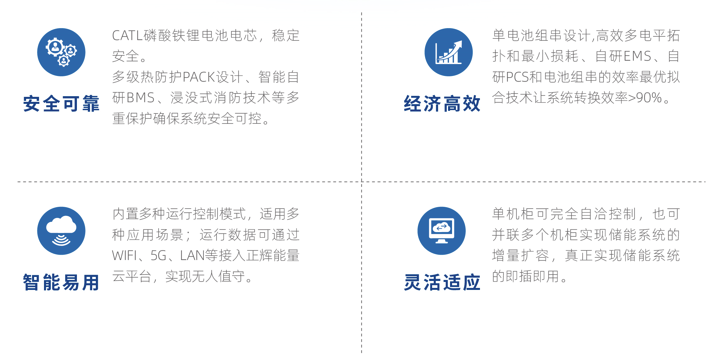 CATL磷酸铁锂电池电芯，稳定
安全。
多级热防护PACK设计、智能自
研BMS、浸没式消防技术等多
重保护确保系统安全可控。
安全可靠
单电池组串设计,高效多电平拓
扑和最小损耗、自研EMS、自
研PCS和电池组串的效率最优拟
合技术让系统转换效率>90%。
经济高效
内置多种运行控制模式，适用多
种应用场景；运行数据可通过
WIFI、5G、LAN等接入正辉能量
云平台，实现无人值守。
智能易用
单机柜可完全自洽控制，也可
并联多个机柜实现储能系统的
增量扩容，真正实现储能系统
的即插即用。
灵活适应